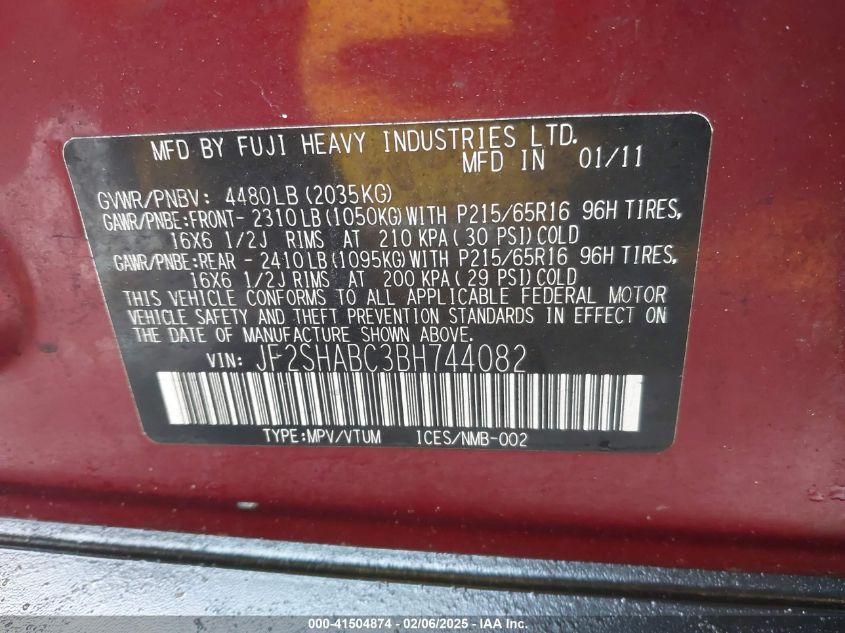 MFD BY FUJI HEAVY INDUSTRIES LTD.
MFD IN 01/11
GVWR/PNBV: 4480LB(2035KG)
GAWR/PNBE:FRONT- 2310LB(1050KG)WITH P215/65R16 96H TIRES,
16X6 1/2J RIMS AT 210 KPA(30 PSI)COLD
GAWR/PNBE:REAR - 2410LB(1095KG)WITH P215/65R16 96H TIRES,
16X6 1/2J RIMS AT 200 KPA(29 PSI)COLD
THIS VEHICLE CONFORMS TO ALL APPLICABLE FEDERAL MOTOR
VEHICLE SAFETY AND THEFT PREVENTION STANDARDS IN EFFECT ON
THE DATE OF MANUFACTURE SHOWN ABOVE.
VIN: JF2SHABC3BH744082
TYPE:MPV/VTUM ICES/NMB-002
000-41504874 - 02/06/2025 - IAA Inc.